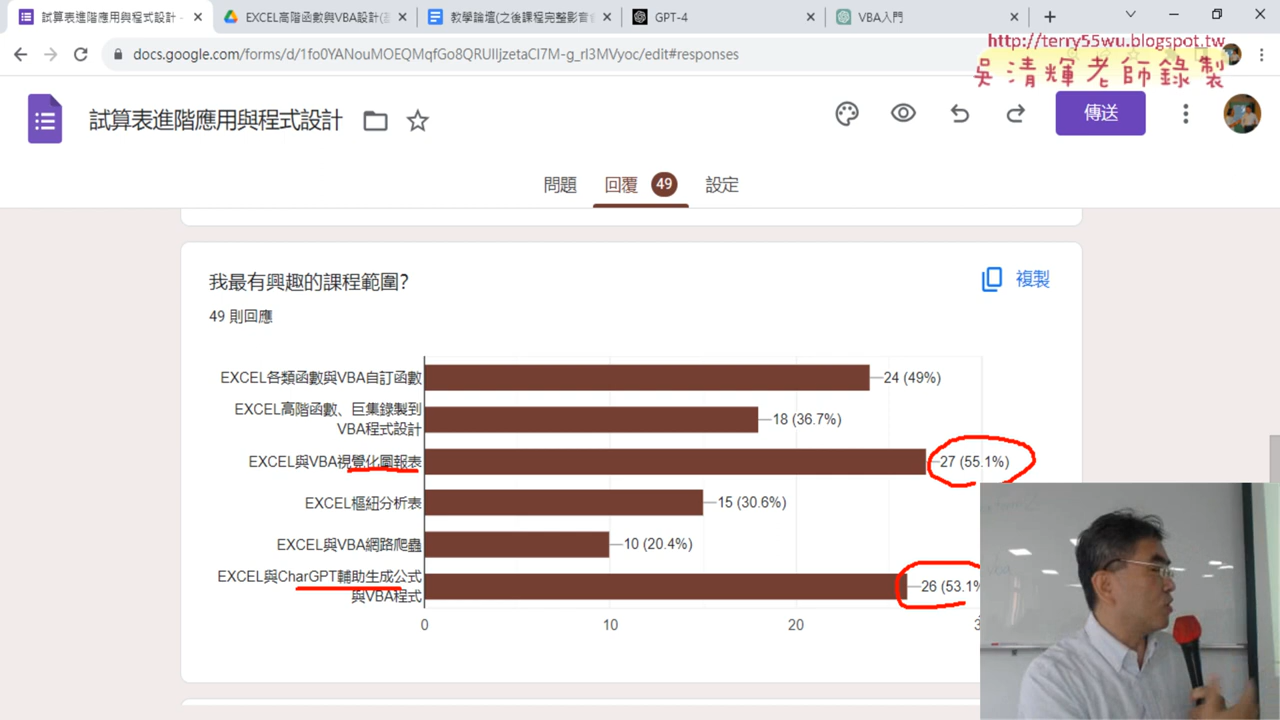 試算表進階應用與程式設計 -
EXCEL高階函數與VBA設計(
教學論壇(之後課程完整影音
GPT-4
VBA入門
docs.google.com/forms/d/1fo0YANouMOEQMqfGo8QRUIIJjzetaCI7M-g_rI3MVyoc/edit#responses
http://terry55wu.blogspot.tw
吳清輝老師錄製
試算表進階應用與程式設計
傳送
問題
回覆 49
設定
我最有興趣的課程範圍?
複製
49 則回應
EXCEL各類函數與VBA自訂函數
24 (49%)
EXCEL高階函數、巨集錄製到
VBA程式設計
18 (36.7%)
EXCEL與VBA視覺化圖報表
27 (55.1%)
EXCEL樞紐分析表
15 (30.6%)
EXCEL與VBA網路爬蟲
10 (20.4%)
EXCEL與CharGPT輔助生成公式
與VBA程式
26 (53.1%
0
10
20